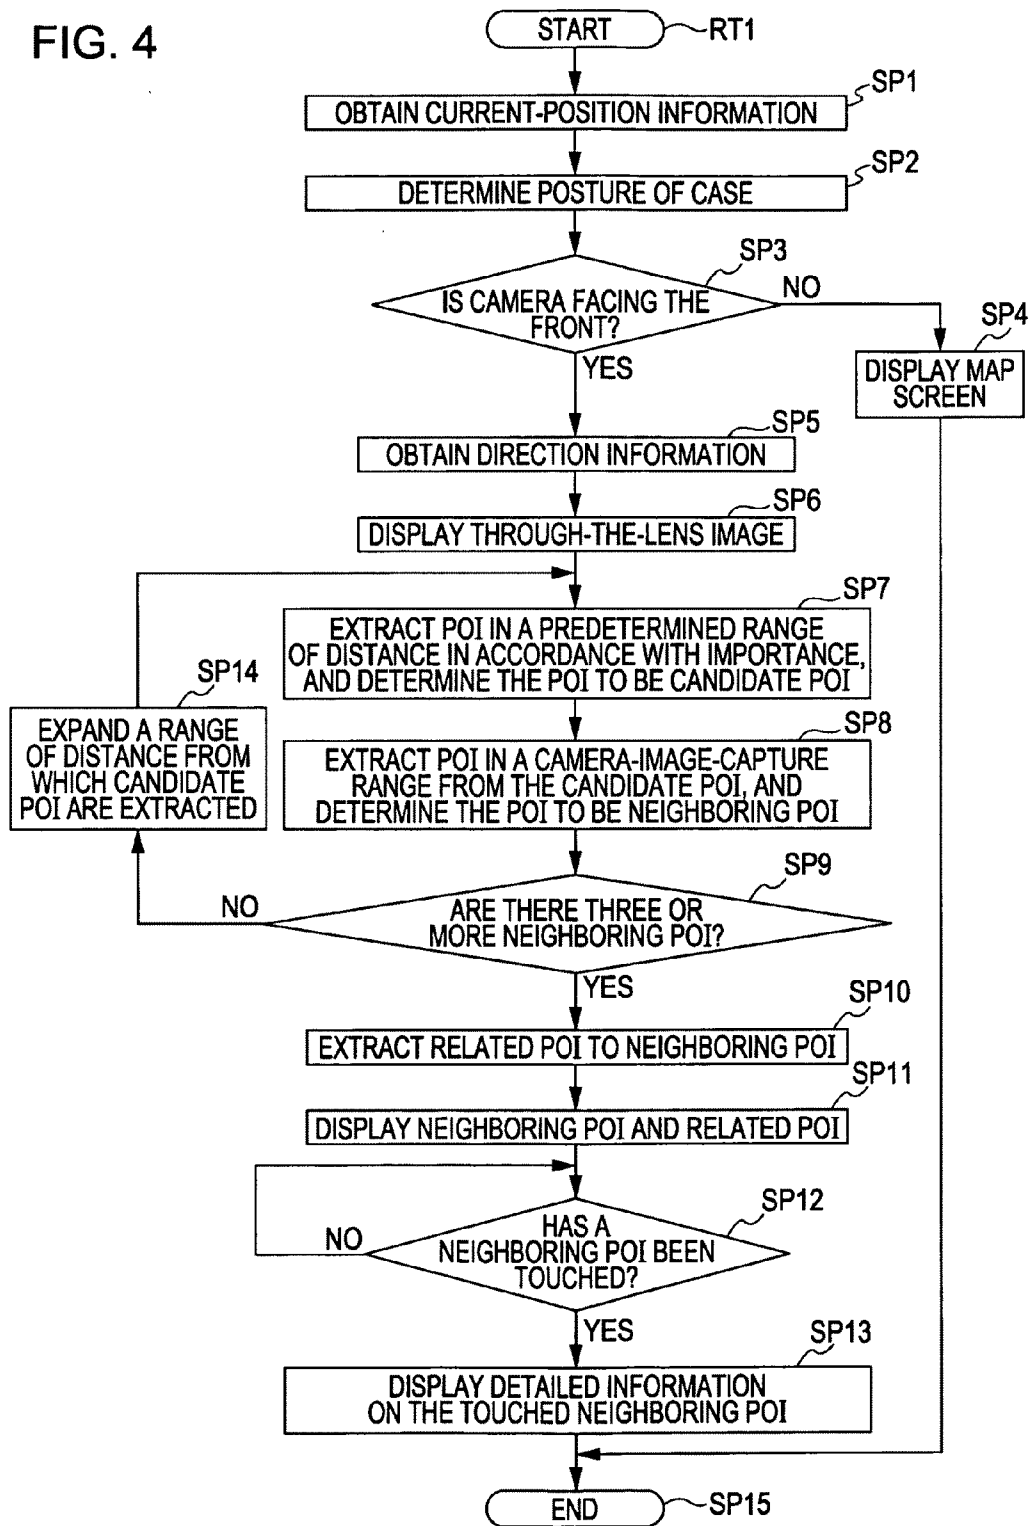 FIG. 4
START
RT1
SP1
OBTAIN CURRENT-POSITION INFORMATION
SP2
DETERMINE POSTURE OF CASE
SP3
IS CAMERA FACING THE
FRONT?
NO
YES
SP4
DISPLAY MAP
SCREEN
SP5
OBTAIN DIRECTION INFORMATION
SP6
DISPLAY THROUGH-THE-LENS IMAGE
SP7
EXTRACT POI IN A PREDETERMINED RANGE
OF DISTANCE IN ACCORDANCE WITH IMPORTANCE,
AND DETERMINE THE POI TO BE CANDIDATE POI
SP14
EXPAND A RANGE
OF DISTANCE FROM
WHICH CANDIDATE
POI ARE EXTRACTED
SP8
EXTRACT POI IN A CAMERA-IMAGE-CAPTURE
RANGE FROM THE CANDIDATE POI, AND
DETERMINE THE POI TO BE NEIGHBORING POI
SP9
ARE THERE THREE OR
MORE NEIGHBORING POI?
NO
YES
SP10
EXTRACT RELATED POI TO NEIGHBORING POI
SP11
DISPLAY NEIGHBORING POI AND RELATED POI
SP12
HAS A
NEIGHBORING POI BEEN
TOUCHED?
NO
YES
SP13
DISPLAY DETAILED INFORMATION
ON THE TOUCHED NEIGHBORING POI
END
SP15